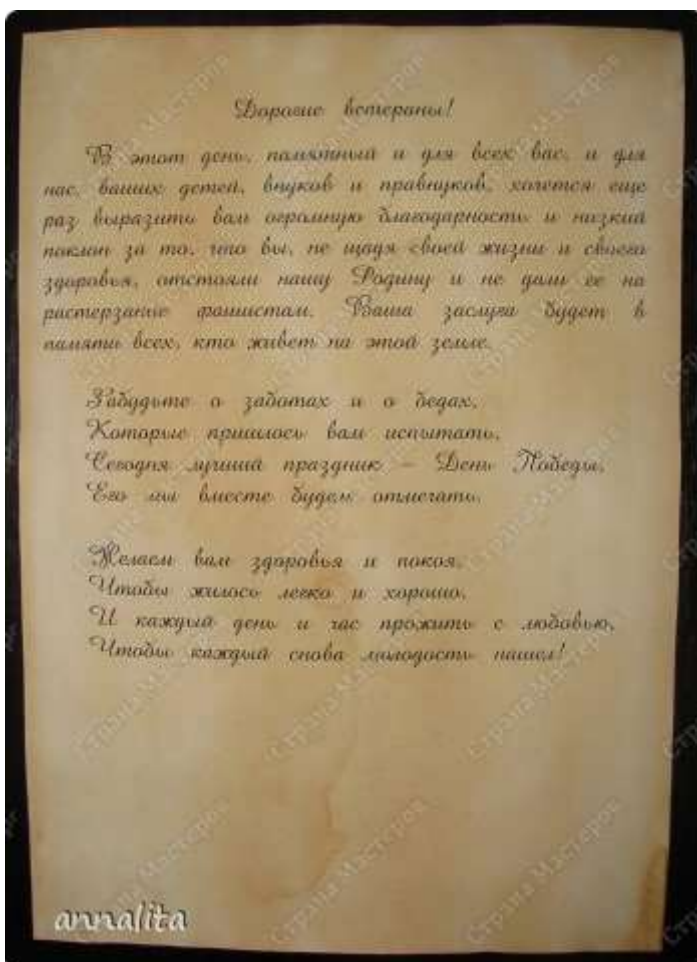 Дорогие ветераны!
В этот день, памятный и для всех вас, и для
нас, ваших детей, внуков и правнуков, хочется еще
раз выразить вам огромную благодарность и низкий
поклон за то, что вы, не щадя своей жизни и своего
здоровья, отстояли нашу Родину и не дали ее на
растерзание фашистам. Ваша заслуга будет в
памяти всех, кто живет на этой земле.
Забудьте о заботах и о бедах,
Которые пришлось вам испытать,
Сегодня лучший праздник – День Победы,
Его мы вместе будем отмечать.
Желаем вам здоровья и покоя,
Чтобы жилось легко и хорошо,
И каждый день и час прожить с любовью,
Чтобы каждый снова молодость нашел!
annalita
Страна Мастеров